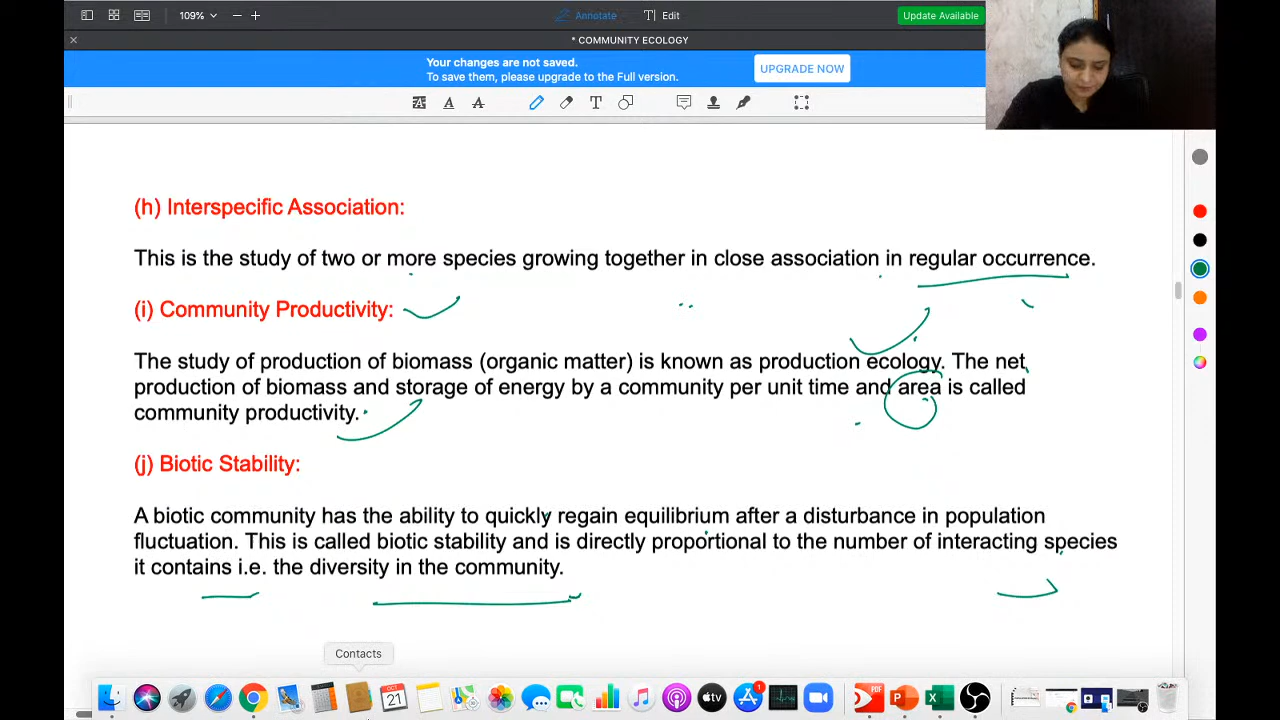 109%
Annotate
Edit
Update Available
* COMMUNITY ECOLOGY
Your changes are not saved.
To save them, please upgrade to the Full version.
UPGRADE NOW
(h) Interspecific Association:
This is the study of two or more species growing together in close association in regular occurrence.
(i) Community Productivity:
The study of production of biomass (organic matter) is known as production ecology. The net
production of biomass and storage of energy by a community per unit time and area is called
community productivity.
(j) Biotic Stability:
A biotic community has the ability to quickly regain equilibrium after a disturbance in population
fluctuation. This is called biotic stability and is directly proportional to the number of interacting species
it contains i.e. the diversity in the community.
Contacts
OCT
21
tv
1
PDF